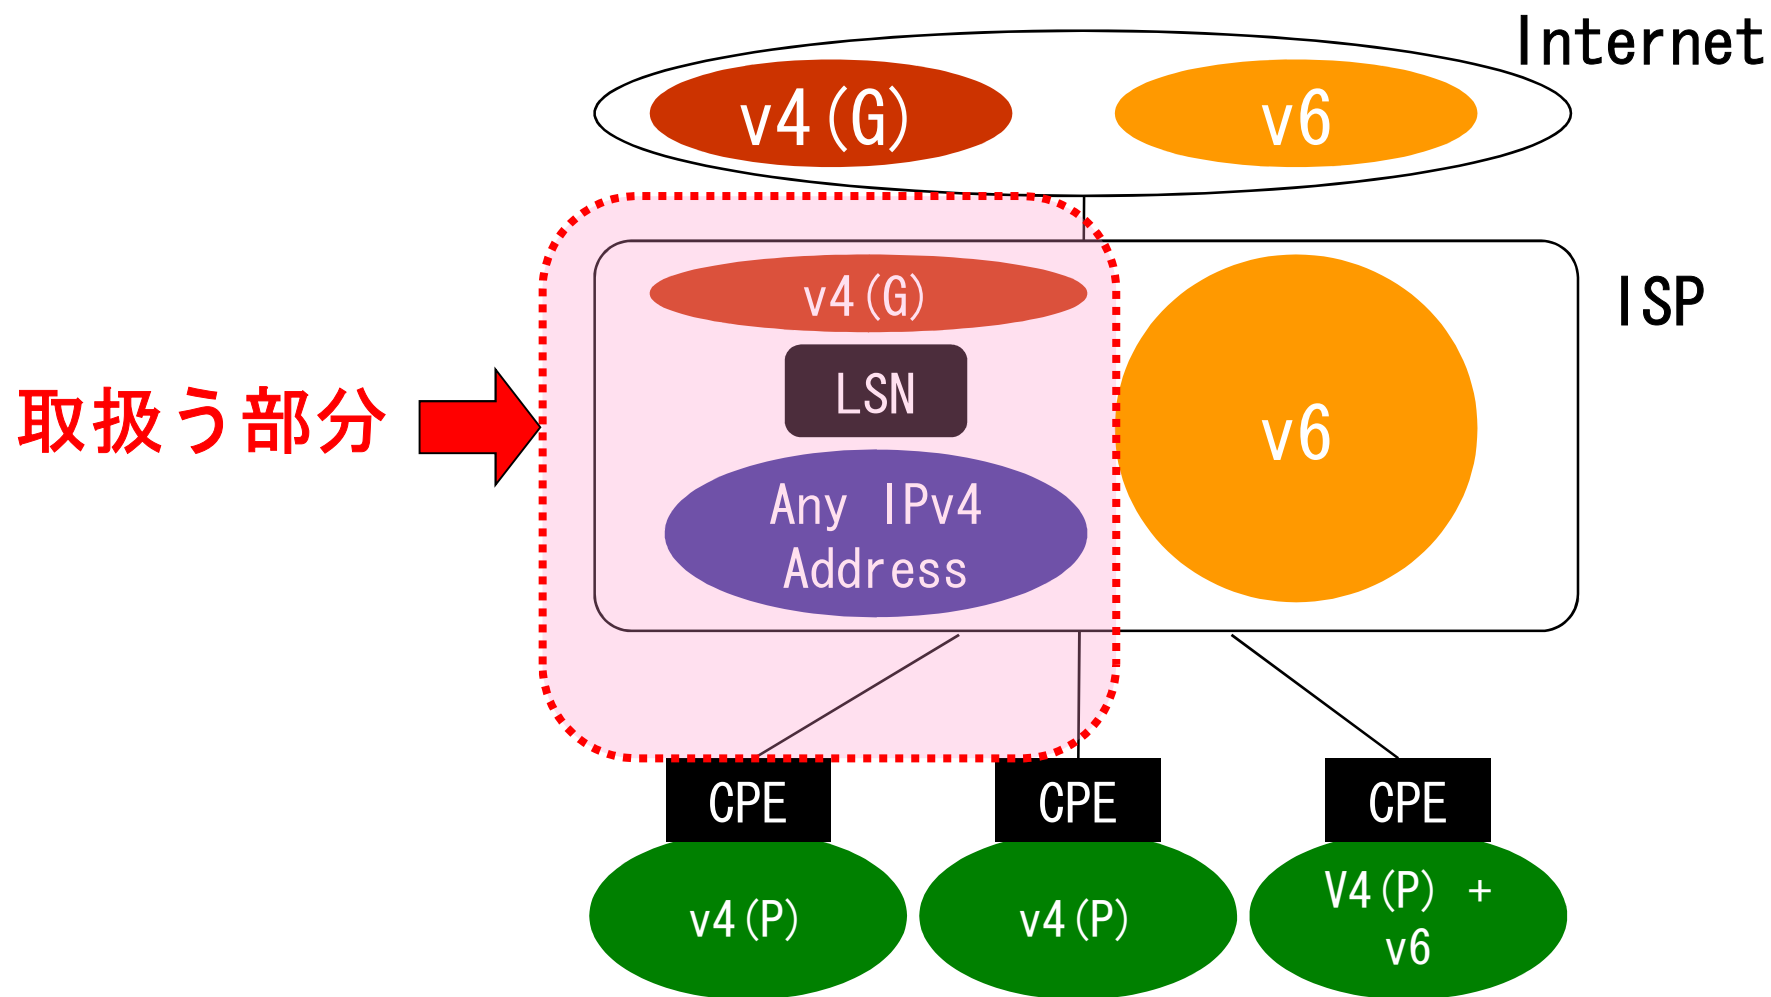 Internet
v4(G)
v6
v4(G)
ISP
LSN
取扱う部分
v6
Any IPv4
Address
CPE
CPE
CPE
v4(P)
v4(P)
V4(P) +
v6